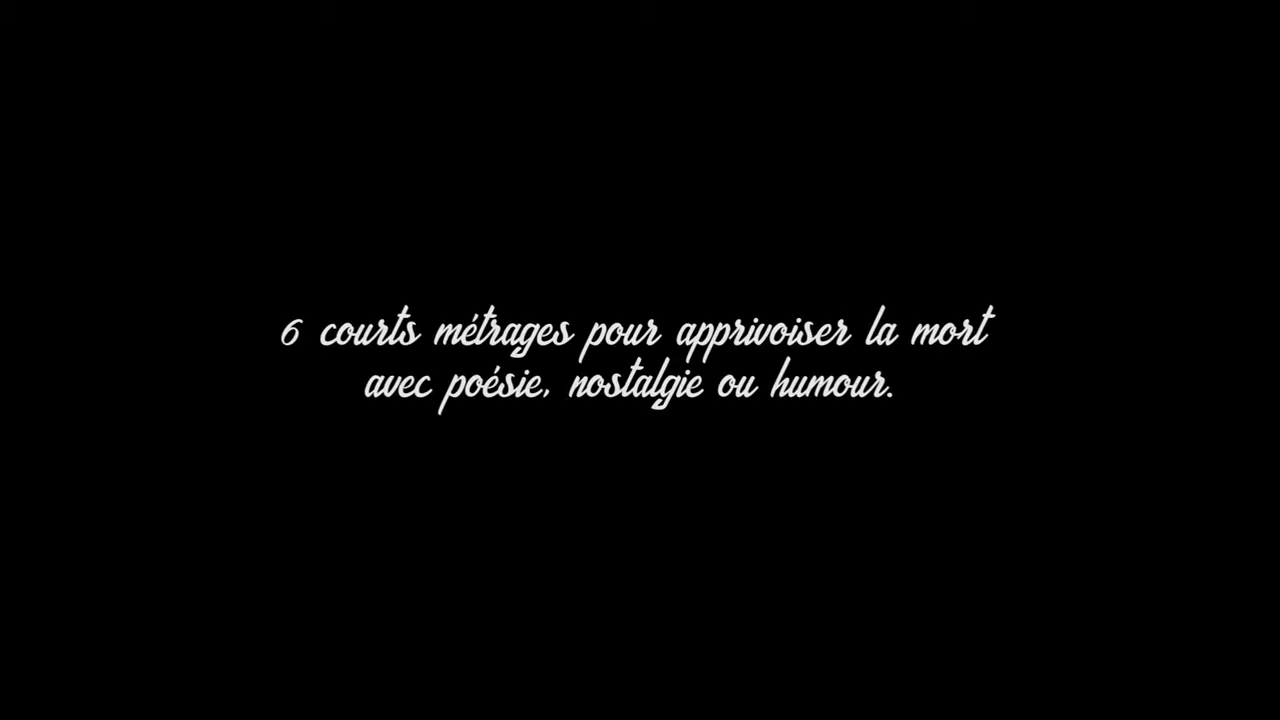 6 courts métrages pour apprivoiser la mort
avec poésie, nostalgie ou humour.